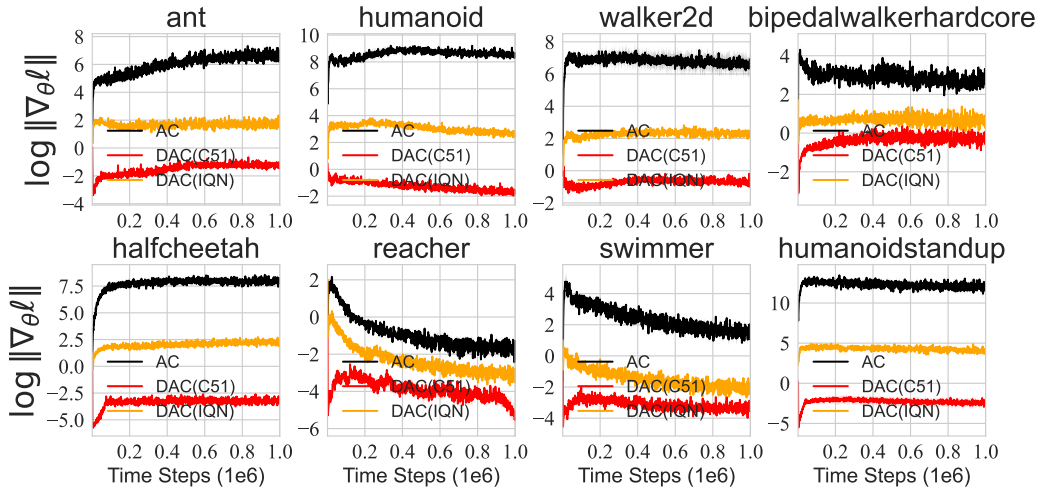 ant
humanoid
walker2d
bipedalwalkerhardcore
log ‖∇θℓ‖
8
6
4
2
0
−2
−4
AC
DAC(C51)
DAC(IQN)
0.2 0.4 0.6 0.8 1.0
10
8
6
4
2
0
−2
AC
DAC(C51)
DAC(IQN)
0.2 0.4 0.6 0.8 1.0
8
6
4
2
0
−2
AC
DAC(C51)
DAC(IQN)
0.2 0.4 0.6 0.8 1.0
4
2
0
−2
AC
DAC(C51)
DAC(IQN)
0.2 0.4 0.6 0.8 1.0
halfcheetah
reacher
swimmer
humanoidstandup
log ‖∇θℓ‖
7.5
5.0
2.5
0.0
−2.5
−5.0
AC
DAC(C51)
DAC(IQN)
0.2 0.4 0.6 0.8 1.0
Time Steps (1e6)
2
0
−2
−4
−6
AC
DAC(C51)
DAC(IQN)
0.2 0.4 0.6 0.8 1.0
Time Steps (1e6)
4
2
0
−2
−4
AC
DAC(C51)
DAC(IQN)
0.2 0.4 0.6 0.8 1.0
Time Steps (1e6)
10
5
0
−5
AC
DAC(C51)
DAC(IQN)
0.2 0.4 0.6 0.8 1.0
Time Steps (1e6)